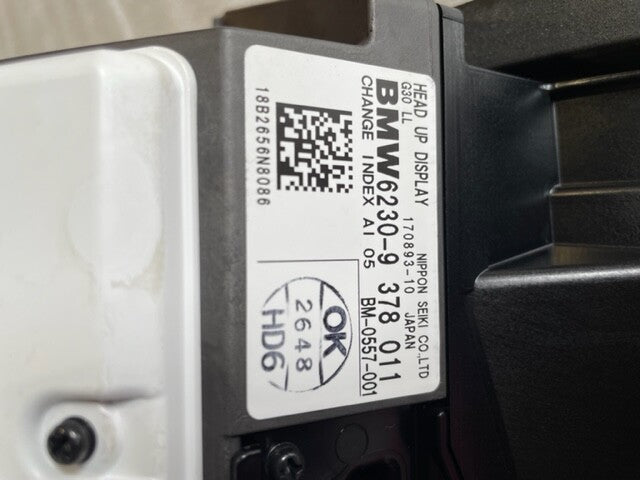 HEAD UP DISPLAY NIPPON SEIKI CO.,LTD
G30 LL 170893-10 JAPAN
BMW6230-9 378 011
CHANGE INDEX AI 05 BM-0557-001
18B2656N8086
OK
2648
HD6